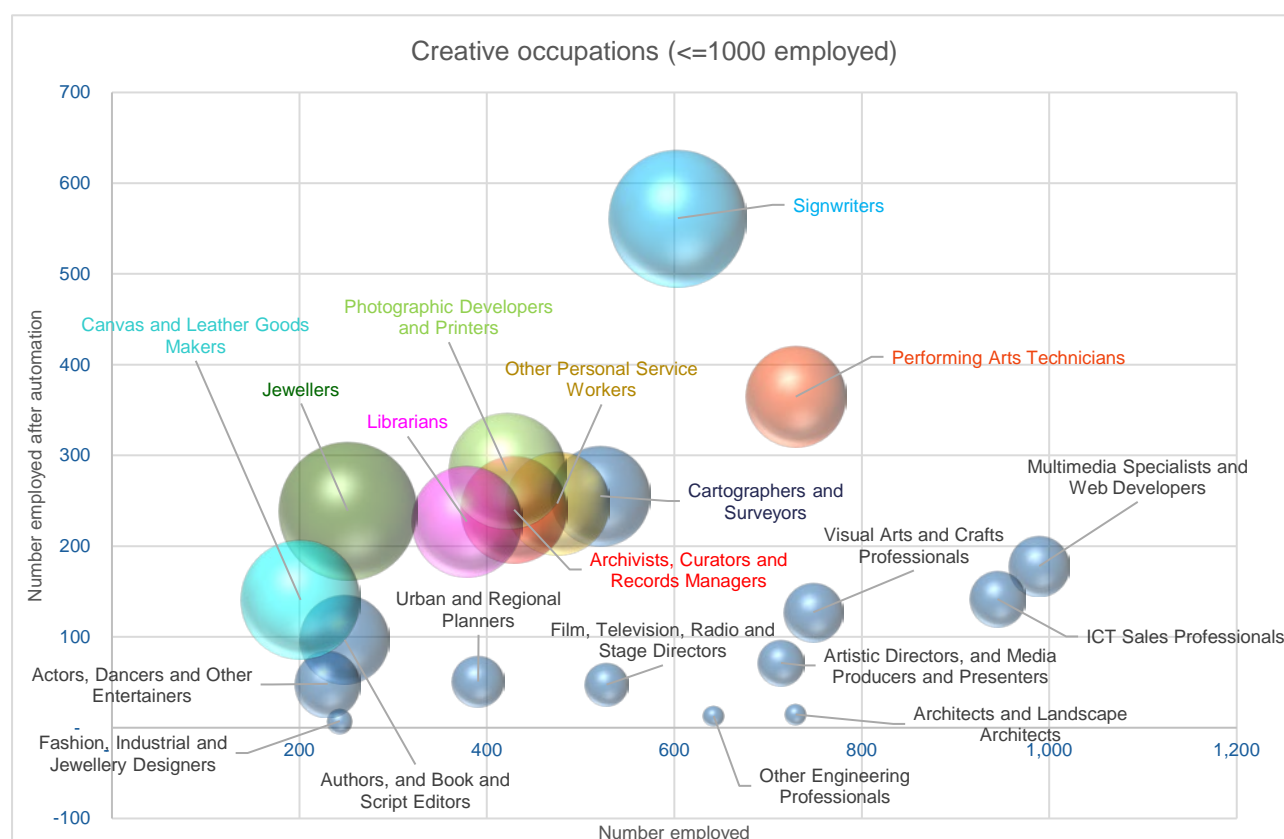 Creative occupations (<=1000 employed)
700
600
500
400
300
200
100
-
-100
Number employed after automation
Signwriters
Photographic Developers
and Printers
Canvas and Leather Goods
Makers
Performing Arts Technicians
Other Personal Service
Workers
Jewellers
Librarians
Multimedia Specialists and
Web Developers
Cartographers and
Surveyors
Visual Arts and Crafts
Professionals
Archivists, Curators and
Records Managers
Urban and Regional
Planners
Film, Television, Radio and
Stage Directors
ICT Sales Professionals
Actors, Dancers and Other
Entertainers
Artistic Directors, and Media
Producers and Presenters
Architects and Landscape
Architects
Fashion, Industrial and
Jewellery Designers
Authors, and Book and
Script Editors
Other Engineering
Professionals
-
200
400
600
800
1,000
1,200
Number employed